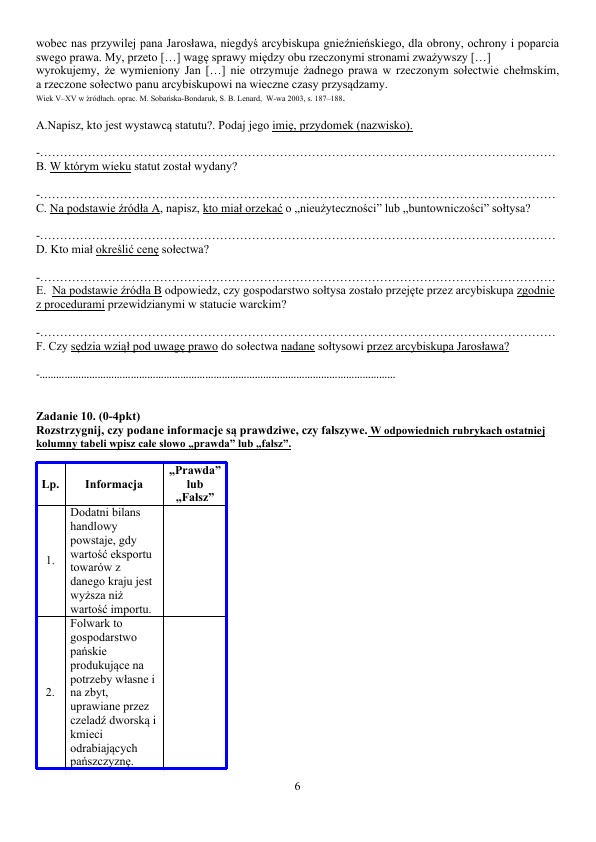 wobec nas przywilej pana Jarosława, niegdyś arcybiskupa gnieźnieńskiego, dla obrony, ochrony i poparcia
swego prawa. My, przeto […] wagę sprawy między obu rzeczonymi stronami zważywszy […]
wyrokujemy, że wymieniony Jan […] nie otrzymuje żadnego prawa w rzeczonym sołectwie chełmskim,
a rzeczone sołectwo panu arcybiskupowi na wieczne czasy przysądzamy.
Wiek V–XV w źródłach. oprac. M. Sobańska-Bondaruk, S. B. Lenard, W-wa 2003, s. 187–188.
A.Napisz, kto jest wystawcą statutu?. Podaj jego imię, przydomek (nazwisko).
-……………………………………………………………………………………………………………
B. W którym wieku statut został wydany?
-……………………………………………………………………………………………………………
C. Na podstawie źródła A, napisz, kto miał orzekać o „nieużyteczności” lub „buntowniczości” sołtysa?
-……………………………………………………………………………………………………………
D. Kto miał określić cenę sołectwa?
-……………………………………………………………………………………………………………
E. Na podstawie źródła B odpowiedz, czy gospodarstwo sołtysa zostało przejęte przez arcybiskupa zgodnie
z procedurami przewidzianymi w statucie warckim?
-……………………………………………………………………………………………………………
F. Czy sędzia wziął pod uwagę prawo do sołectwa nadane sołtysowi przez arcybiskupa Jarosława?
-..................................................................................................................................
Zadanie 10. (0-4pkt)
Rozstrzygnij, czy podane informacje są prawdziwe, czy fałszywe. W odpowiednich rubrykach ostatniej
kolumny tabeli wpisz całe słowo „prawda” lub „fałsz”.
Lp.
Informacja
„Prawda”
lub
„Fałsz”
1.
Dodatni bilans
handlowy
powstaje, gdy
wartość eksportu
towarów z
danego kraju jest
wyższa niż
wartość importu.
2.
Folwark to
gospodarstwo
pańskie
produkujące na
potrzeby własne i
na zbyt,
uprawiane przez
czeladź dworską i
kmieci
odrabiających
pańszczyznę.
6